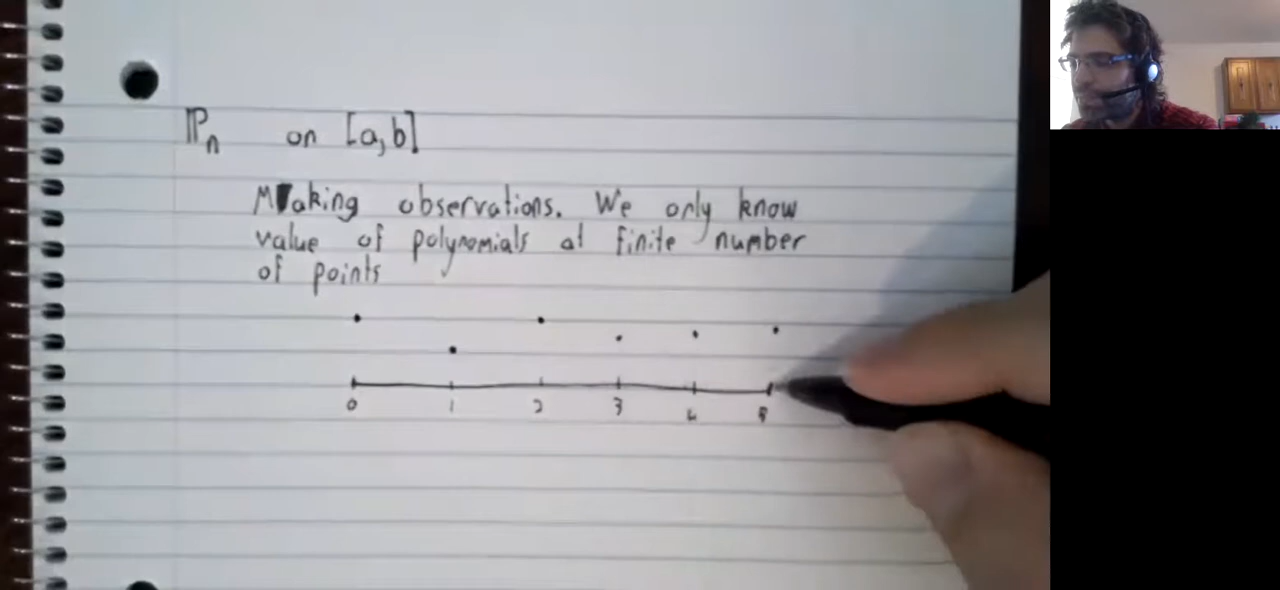 ℙn on [a,b]
Making observations. We only know
value of polynomials at finite number
of points
0 1 2 3 4 5